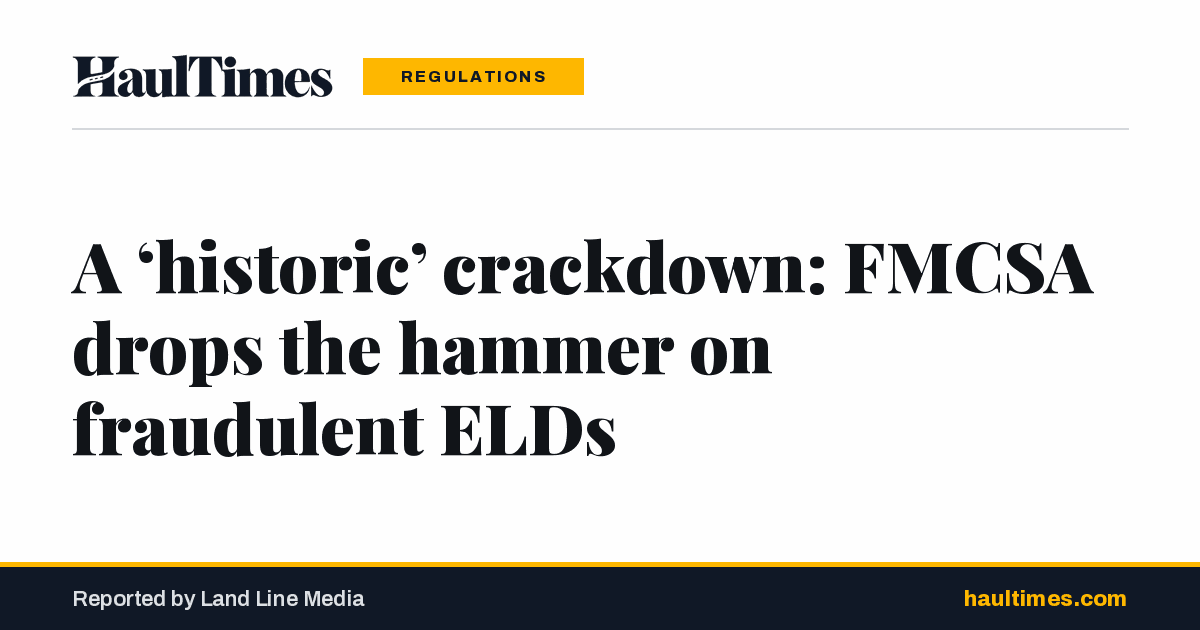 HaulTimes
REGULATIONS
A ‘historic’ crackdown: FMCSA
drops the hammer on
fraudulent ELDs
Reported by Land Line Media
haultimes.com